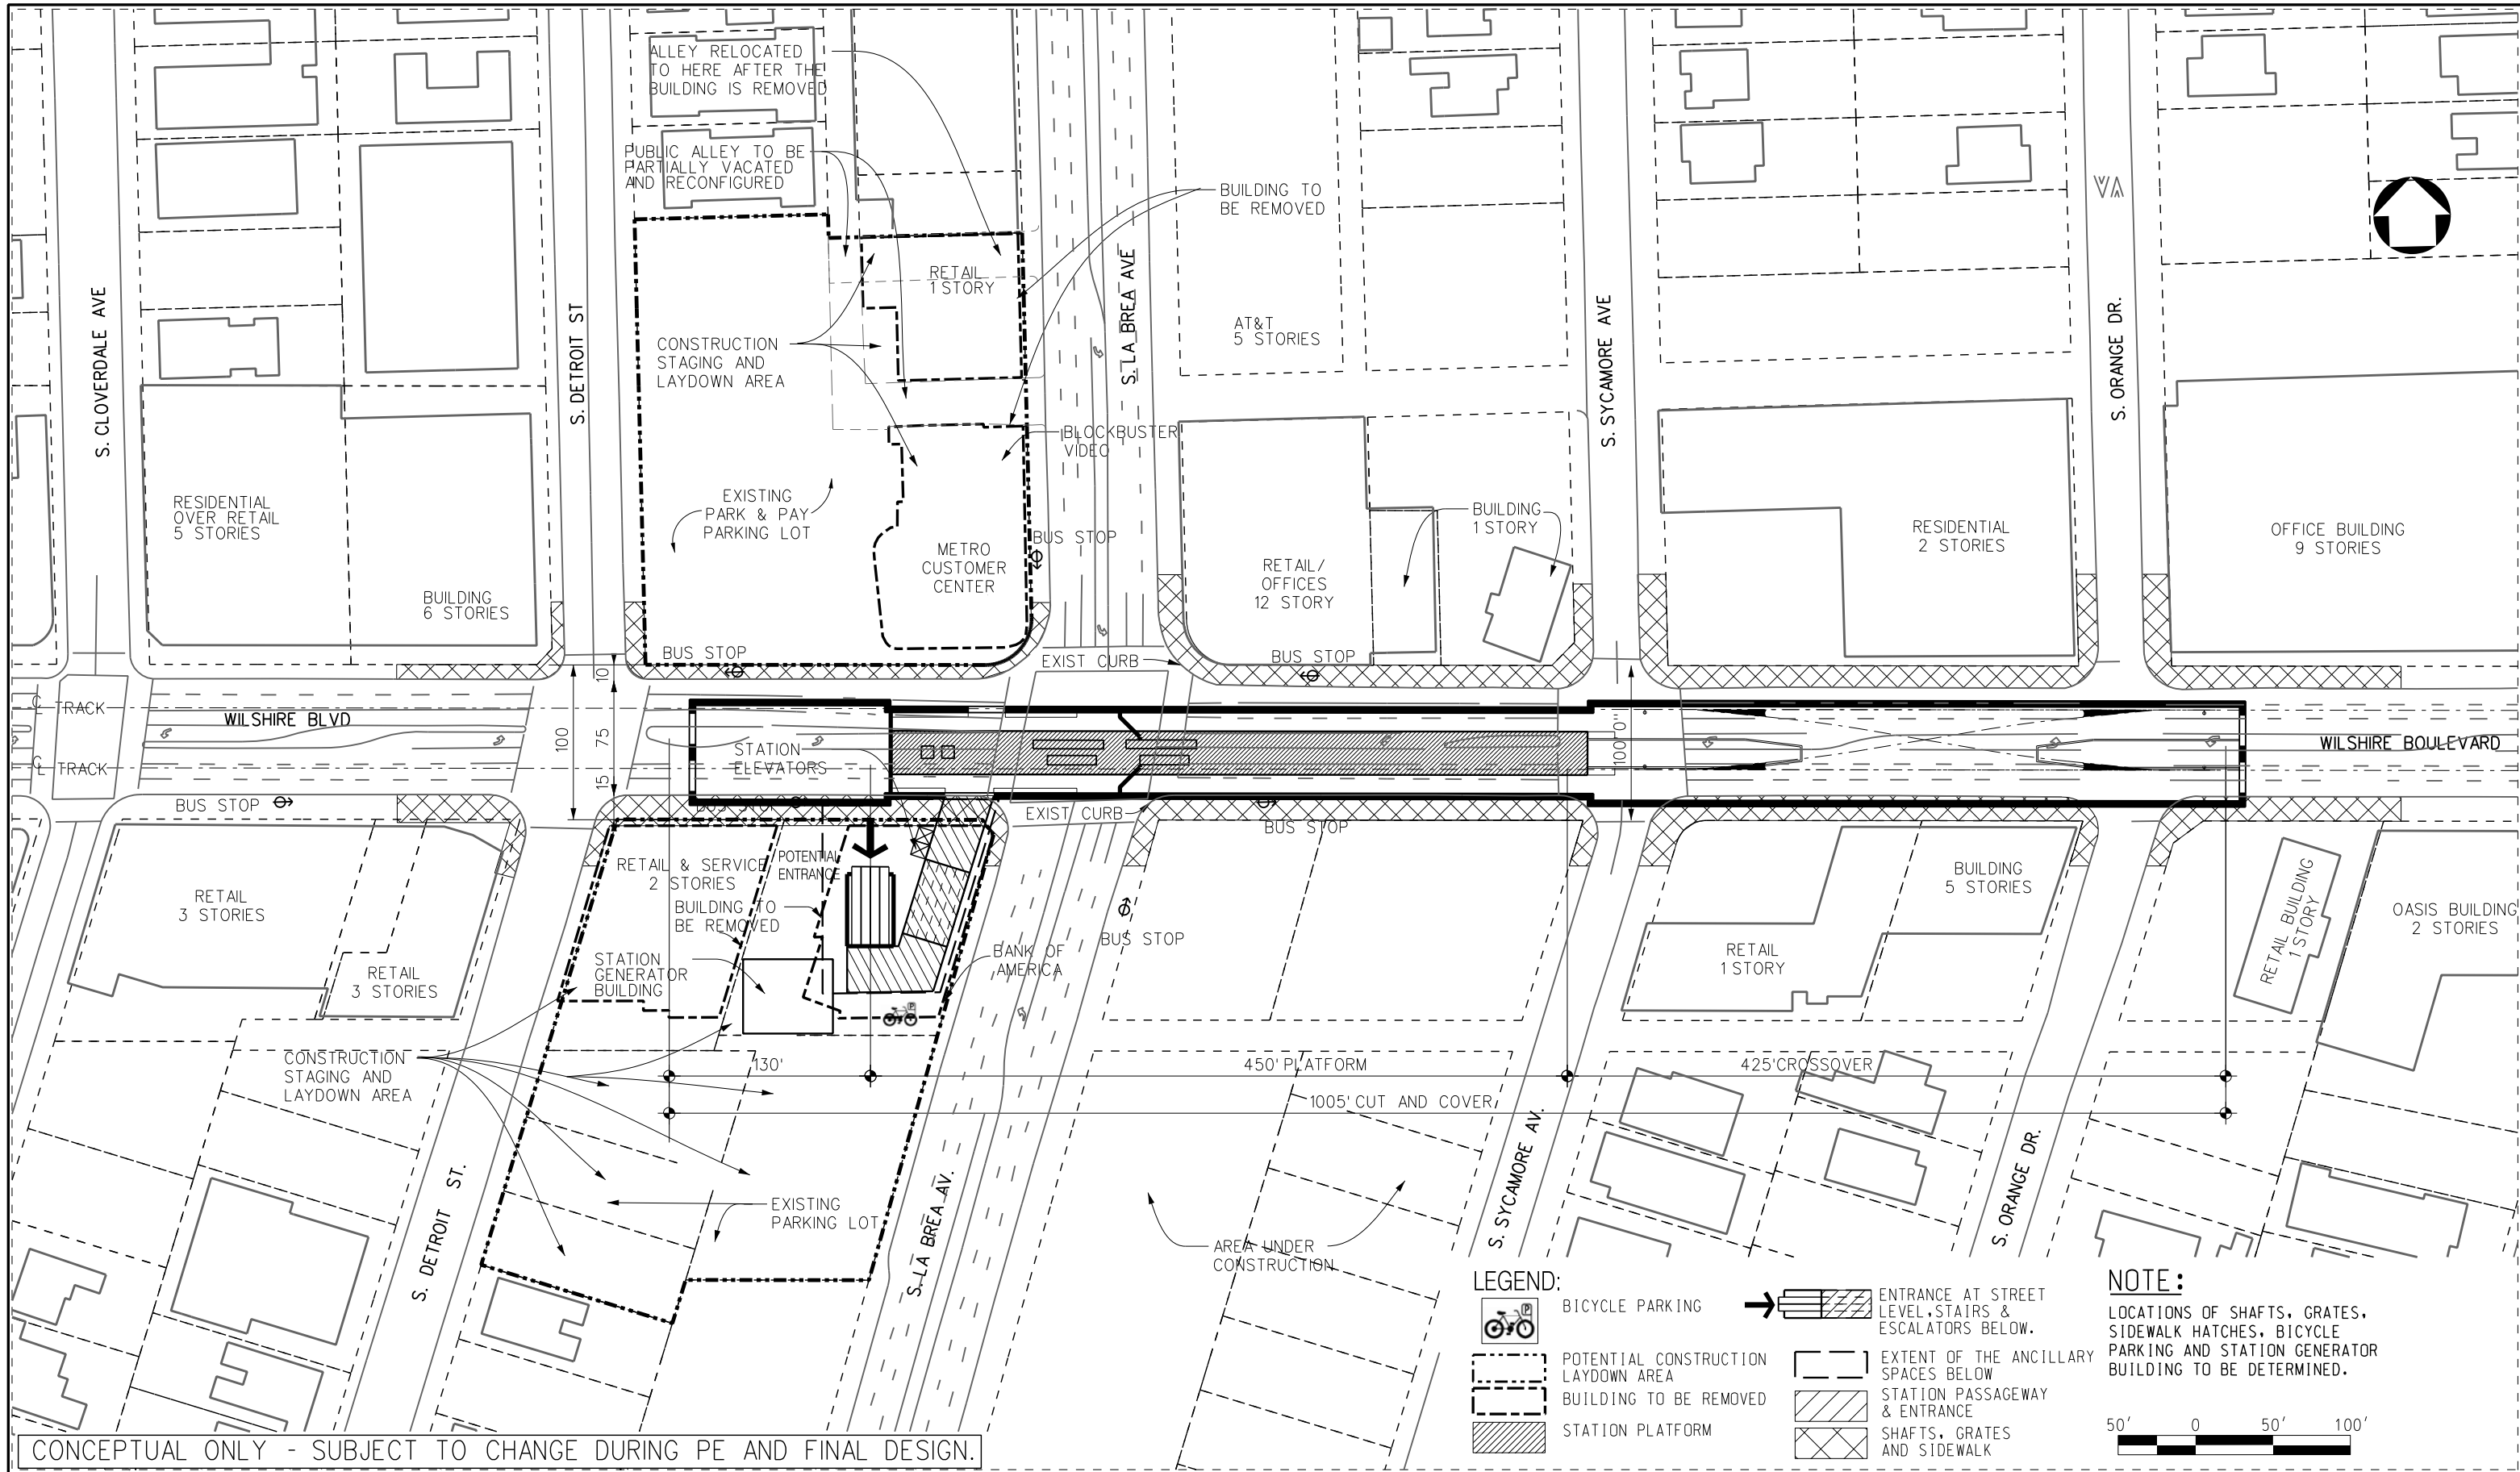 ALLEY RELOCATED
TO HERE AFTER THE
BUILDING IS REMOVED
PUBLIC ALLEY TO BE
PARTIALLY VACATED
AND RECONFIGURED
BUILDING TO
BE REMOVED
RETAIL
1 STORY
S. CLOVERDALE AVE
S. DETROIT ST
S. LA BREA AVE
S. SYCAMORE AVE
S. ORANGE DR.
CONSTRUCTION
STAGING AND
LAYDOWN AREA
AT&T
5 STORIES
BLOCKBUSTER
VIDEO
EXISTING
PARK & PAY
PARKING LOT
METRO
CUSTOMER
CENTER
BUS STOP
RESIDENTIAL
OVER RETAIL
5 STORIES
BUILDING
6 STORIES
RETAIL/
OFFICES
12 STORY
BUILDING
1 STORY
RESIDENTIAL
2 STORIES
OFFICE BUILDING
9 STORIES
BUS STOP
EXIST CURB
BUS STOP
10
75
15
100
100'0"
℄ TRACK
WILSHIRE BLVD
℄ TRACK
STATION
ELEVATORS
WILSHIRE BOULEVARD
BUS STOP
EXIST CURB
BUS STOP
RETAIL & SERVICE
2 STORIES
POTENTIAL
ENTRANCE
BUILDING TO
BE REMOVED
STATION
GENERATOR
BUILDING
BANK OF
AMERICA
BUS STOP
RETAIL
3 STORIES
RETAIL
3 STORIES
BUILDING
5 STORIES
RETAIL
1 STORY
RETAIL BUILDING
1 STORY
OASIS BUILDING
2 STORIES
CONSTRUCTION
STAGING AND
LAYDOWN AREA
130'
450' PLATFORM
425' CROSSOVER
1005' CUT AND COVER
EXISTING
PARKING LOT
AREA UNDER
CONSTRUCTION
S. DETROIT ST.
S. LA BREA AV.
S. SYCAMORE AV.
S. ORANGE DR.
LEGEND:
BICYCLE PARKING
POTENTIAL CONSTRUCTION
LAYDOWN AREA
BUILDING TO BE REMOVED
STATION PLATFORM
ENTRANCE AT STREET
LEVEL, STAIRS &
ESCALATORS BELOW.
EXTENT OF THE ANCILLARY
SPACES BELOW
STATION PASSAGEWAY
& ENTRANCE
SHAFTS, GRATES
AND SIDEWALK
NOTE:
LOCATIONS OF SHAFTS, GRATES,
SIDEWALK HATCHES, BICYCLE
PARKING AND STATION GENERATOR
BUILDING TO BE DETERMINED.
50' 0 50' 100'
CONCEPTUAL ONLY - SUBJECT TO CHANGE DURING PE AND FINAL DESIGN.